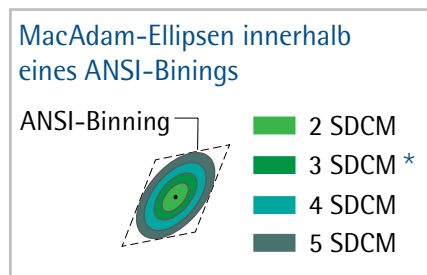 MacAdam-Ellipsen innerhalb
eines ANSI-Binings
ANSI-Binning
2 SDCM
3 SDCM *
4 SDCM
5 SDCM